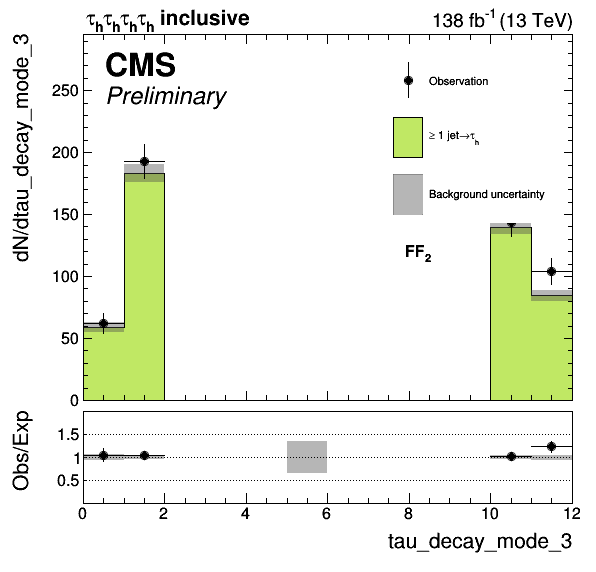 τhτhτhτh inclusive
138 fb⁻¹ (13 TeV)
CMS
Preliminary
Observation
≥ 1 jet→τh
Background uncertainty
FF₂
dN/dtau_decay_mode_3
250
200
150
100
50
0
Obs/Exp
1.5
1
0.5
0 2 4 6 8 10 12
tau_decay_mode_3